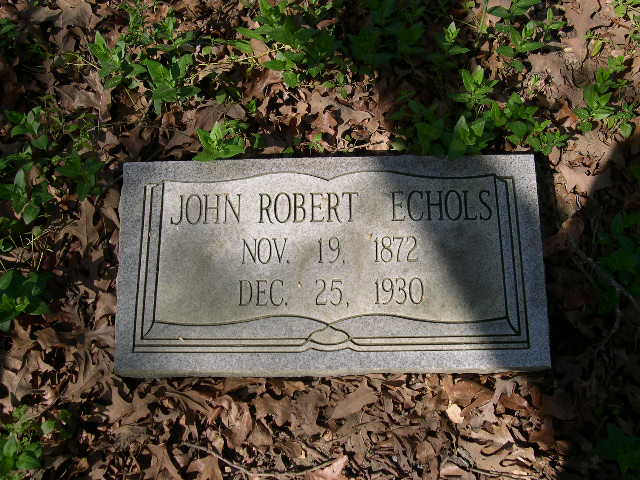 JOHN ROBERT ECHOLS
NOV. 19, 1872
DEC. 25, 1930